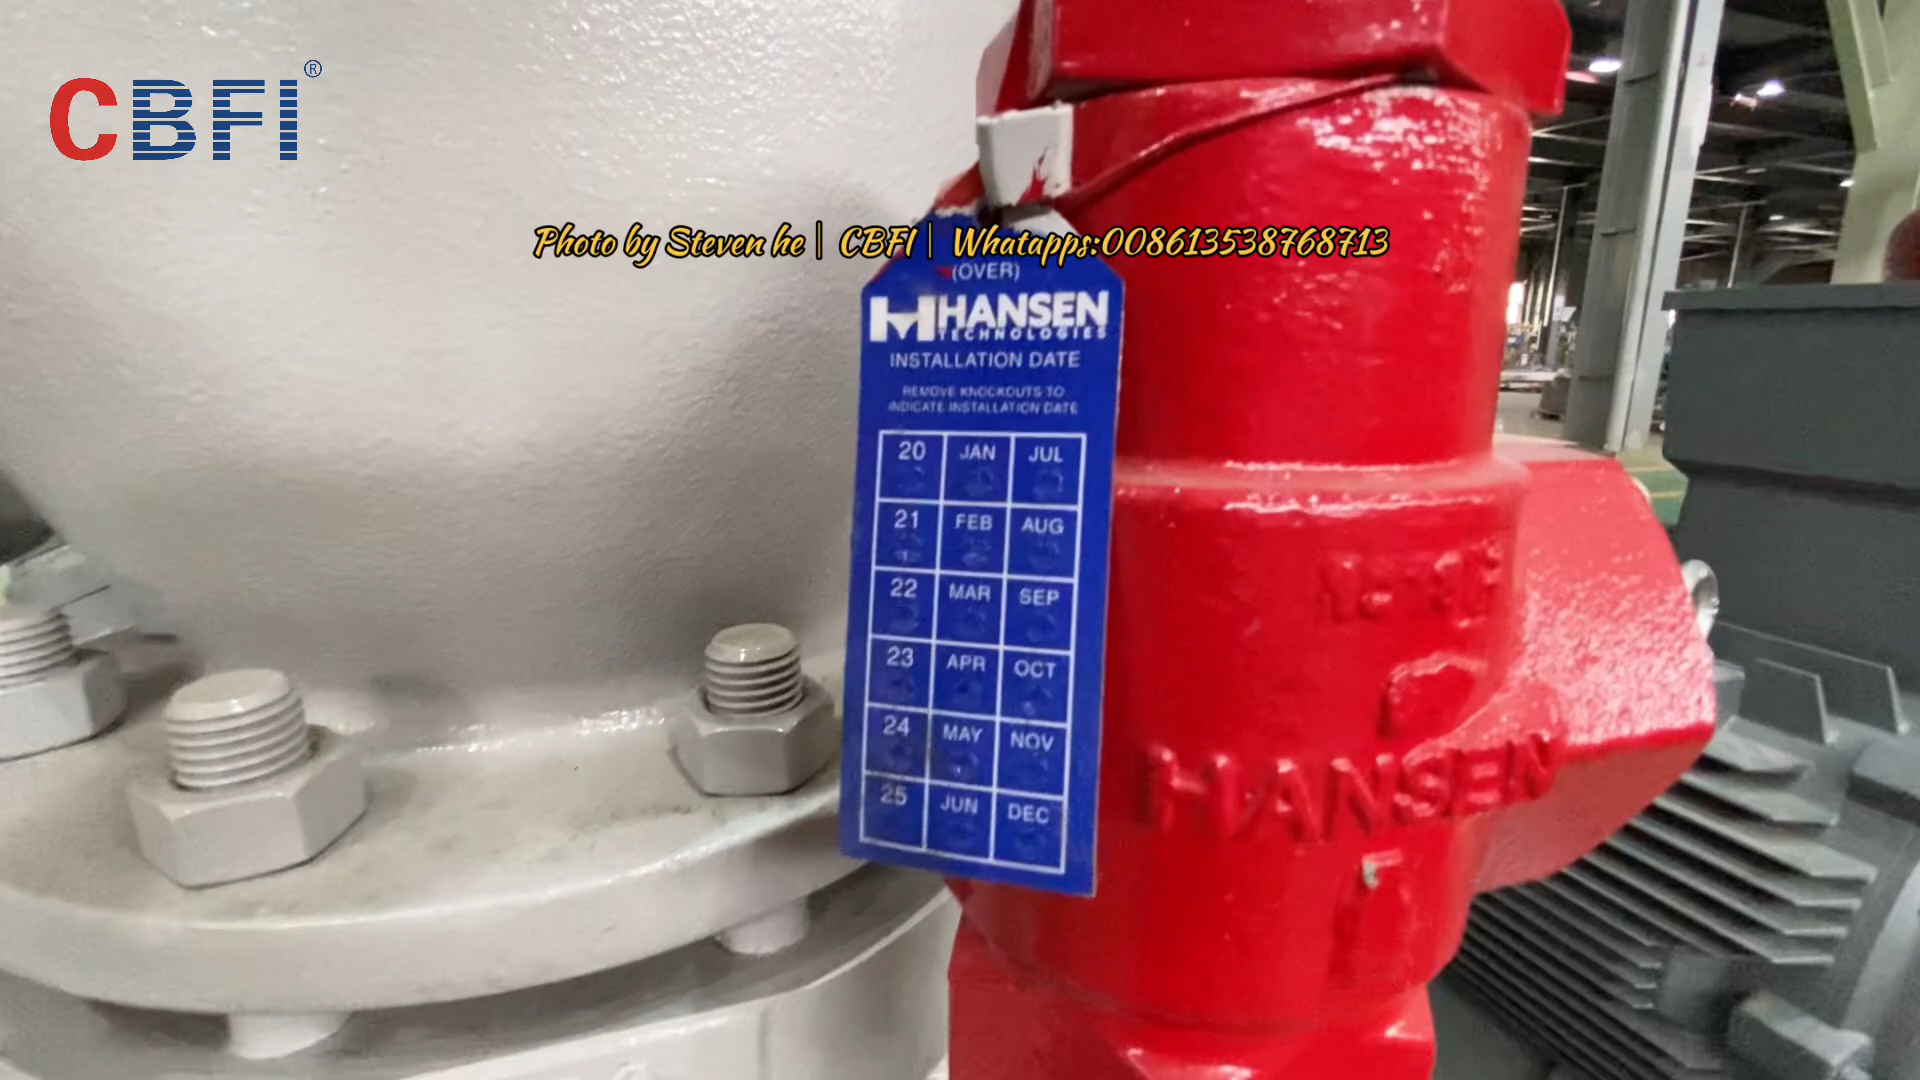 CBFI®
Photo by Steven he | CBFI | Whatapps:008613538768713
(OVER)
HANSEN
TECHNOLOGIES
INSTALLATION DATE
REMOVE KNOCKOUTS TO
INDICATE INSTALLATION DATE
20 JAN JUL
21 FEB AUG
22 MAR SEP
23 APR OCT
24 MAY NOV
25 JUN DEC
HANSEN